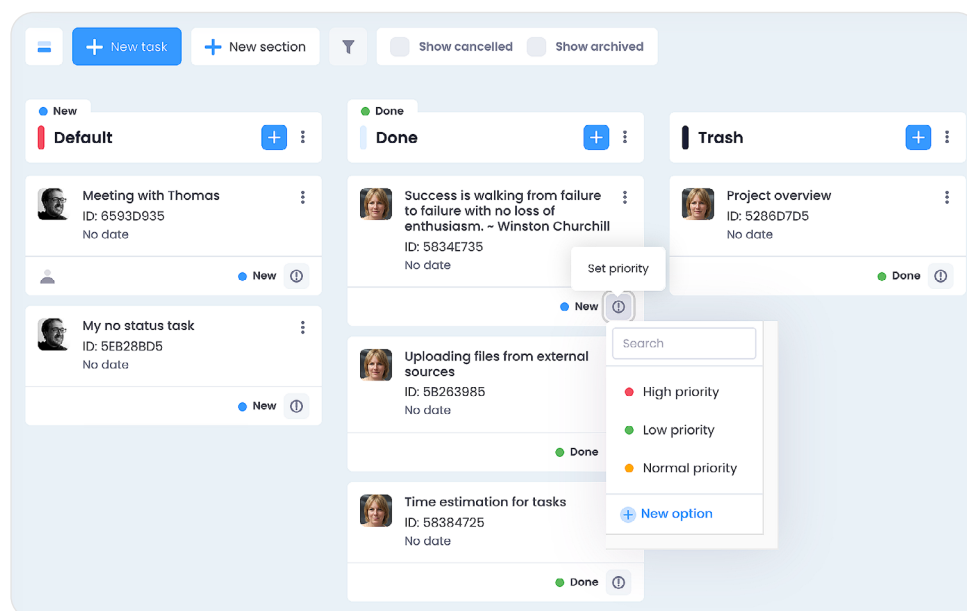 New task
New section
Show cancelled
Show archived
New
Default
Meeting with Thomas
ID: 6593D935
No date
New
My no status task
ID: 5EB28BD5
No date
New
Done
Done
Success is walking from failure
to failure with no loss of
enthusiasm. ~ Winston Churchill
ID: 5834E735
No date
Set priority
New
Search
High priority
Low priority
Normal priority
New option
Uploading files from external
sources
ID: 5B263985
No date
Done
Time estimation for tasks
ID: 58384725
No date
Done
Trash
Project overview
ID: 5286D7D5
No date
Done